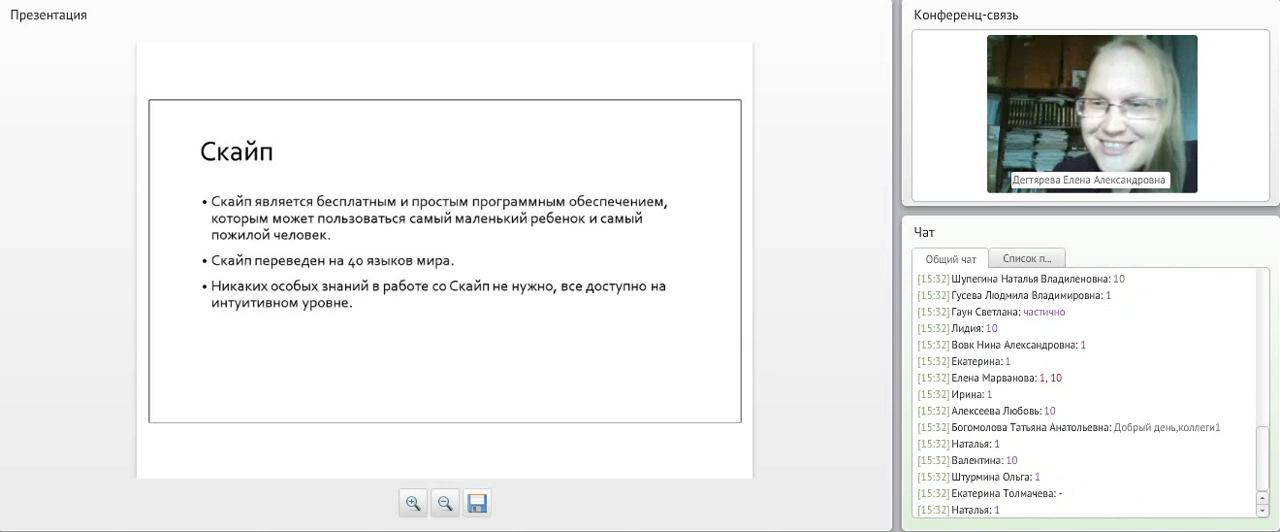 Презентация
Скайп
• Скайп является бесплатным и простым программным обеспечением,
которым может пользоваться самый маленький ребенок и самый
пожилой человек.
• Скайп переведен на 40 языков мира.
• Никаких особых знаний в работе со Скайп не нужно, все доступно на
интуитивном уровне.
Конференц-связь
Дегтярева Елена Александровна
Чат
Общий чат
Список п...
[15:32] Шупегина Наталья Владиленовна: 10
[15:32] Гусева Людмила Владимировна: 1
[15:32] Гаун Светлана: частично
[15:32] Лидия: 10
[15:32] Вовк Нина Александровна: 1
[15:32] Екатерина: 1
[15:32] Елена Марванова: 1, 10
[15:32] Ирина: 1
[15:32] Алексеева Любовь: 10
[15:32] Богомолова Татьяна Анатольевна: Добрый день,коллеги1
[15:32] Наталья: 1
[15:32] Валентина: 10
[15:32] Штурмина Ольга: 1
[15:32] Екатерина Толмачева: -
[15:32] Наталья: 1